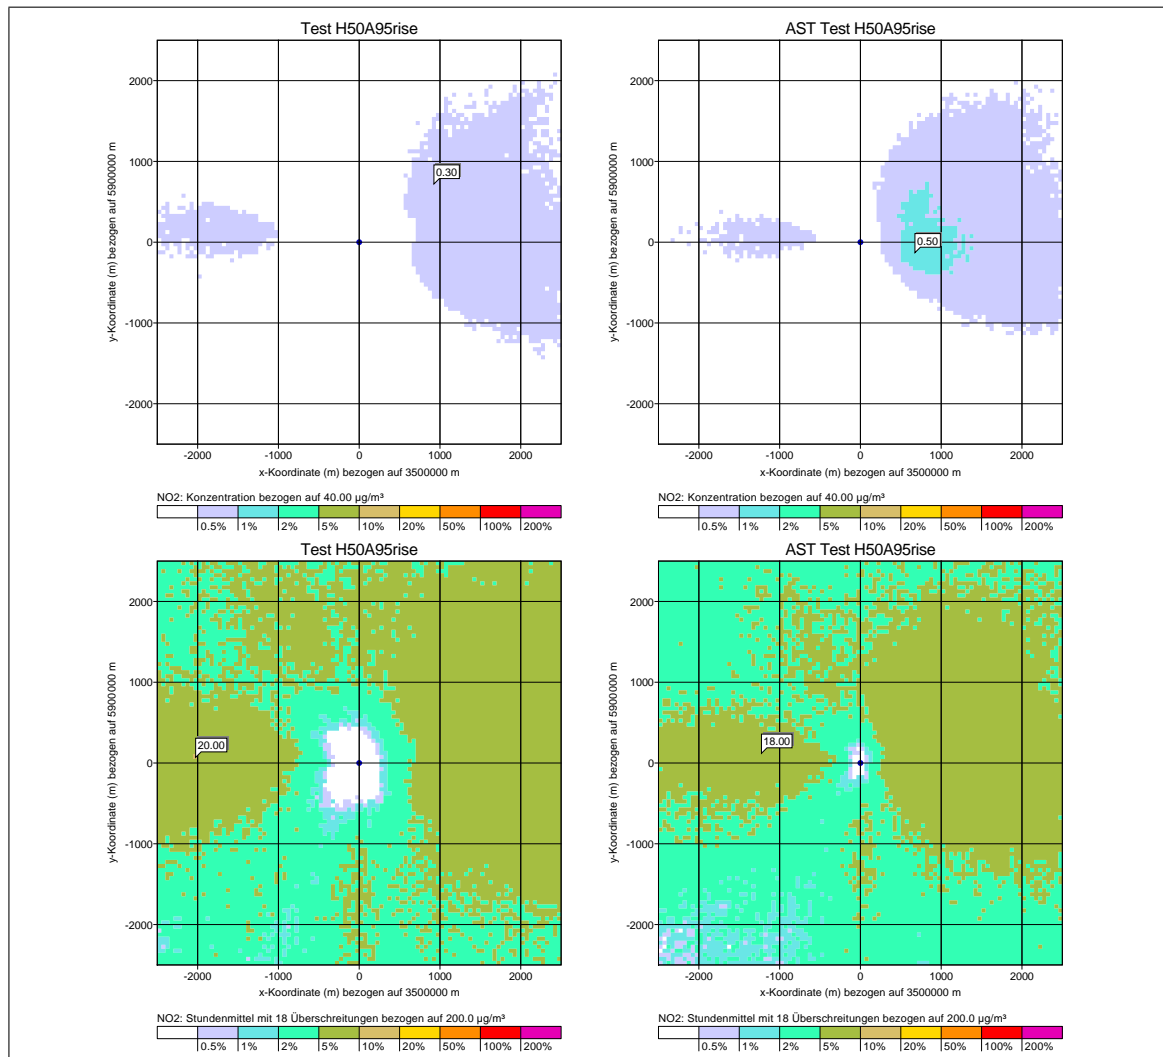 Test H50A95rise
AST Test H50A95rise
y-Koordinate (m) bezogen auf 5900000 m
2000
1000
0
-1000
-2000
0.30
-2000 -1000 0 1000 2000
x-Koordinate (m) bezogen auf 3500000 m
y-Koordinate (m) bezogen auf 5900000 m
2000
1000
0
-1000
-2000
0.50
-2000 -1000 0 1000 2000
x-Koordinate (m) bezogen auf 3500000 m
NO2: Konzentration bezogen auf 40.00 µg/m³
0.5% 1% 2% 5% 10% 20% 50% 100% 200%
NO2: Konzentration bezogen auf 40.00 µg/m³
0.5% 1% 2% 5% 10% 20% 50% 100% 200%
Test H50A95rise
AST Test H50A95rise
y-Koordinate (m) bezogen auf 5900000 m
2000
1000
0
-1000
-2000
20.00
-2000 -1000 0 1000 2000
x-Koordinate (m) bezogen auf 3500000 m
y-Koordinate (m) bezogen auf 5900000 m
2000
1000
0
-1000
-2000
18.00
-2000 -1000 0 1000 2000
x-Koordinate (m) bezogen auf 3500000 m
NO2: Stundenmittel mit 18 Überschreitungen bezogen auf 200.0 µg/m³
0.5% 1% 2% 5% 10% 20% 50% 100% 200%
NO2: Stundenmittel mit 18 Überschreitungen bezogen auf 200.0 µg/m³
0.5% 1% 2% 5% 10% 20% 50% 100% 200%